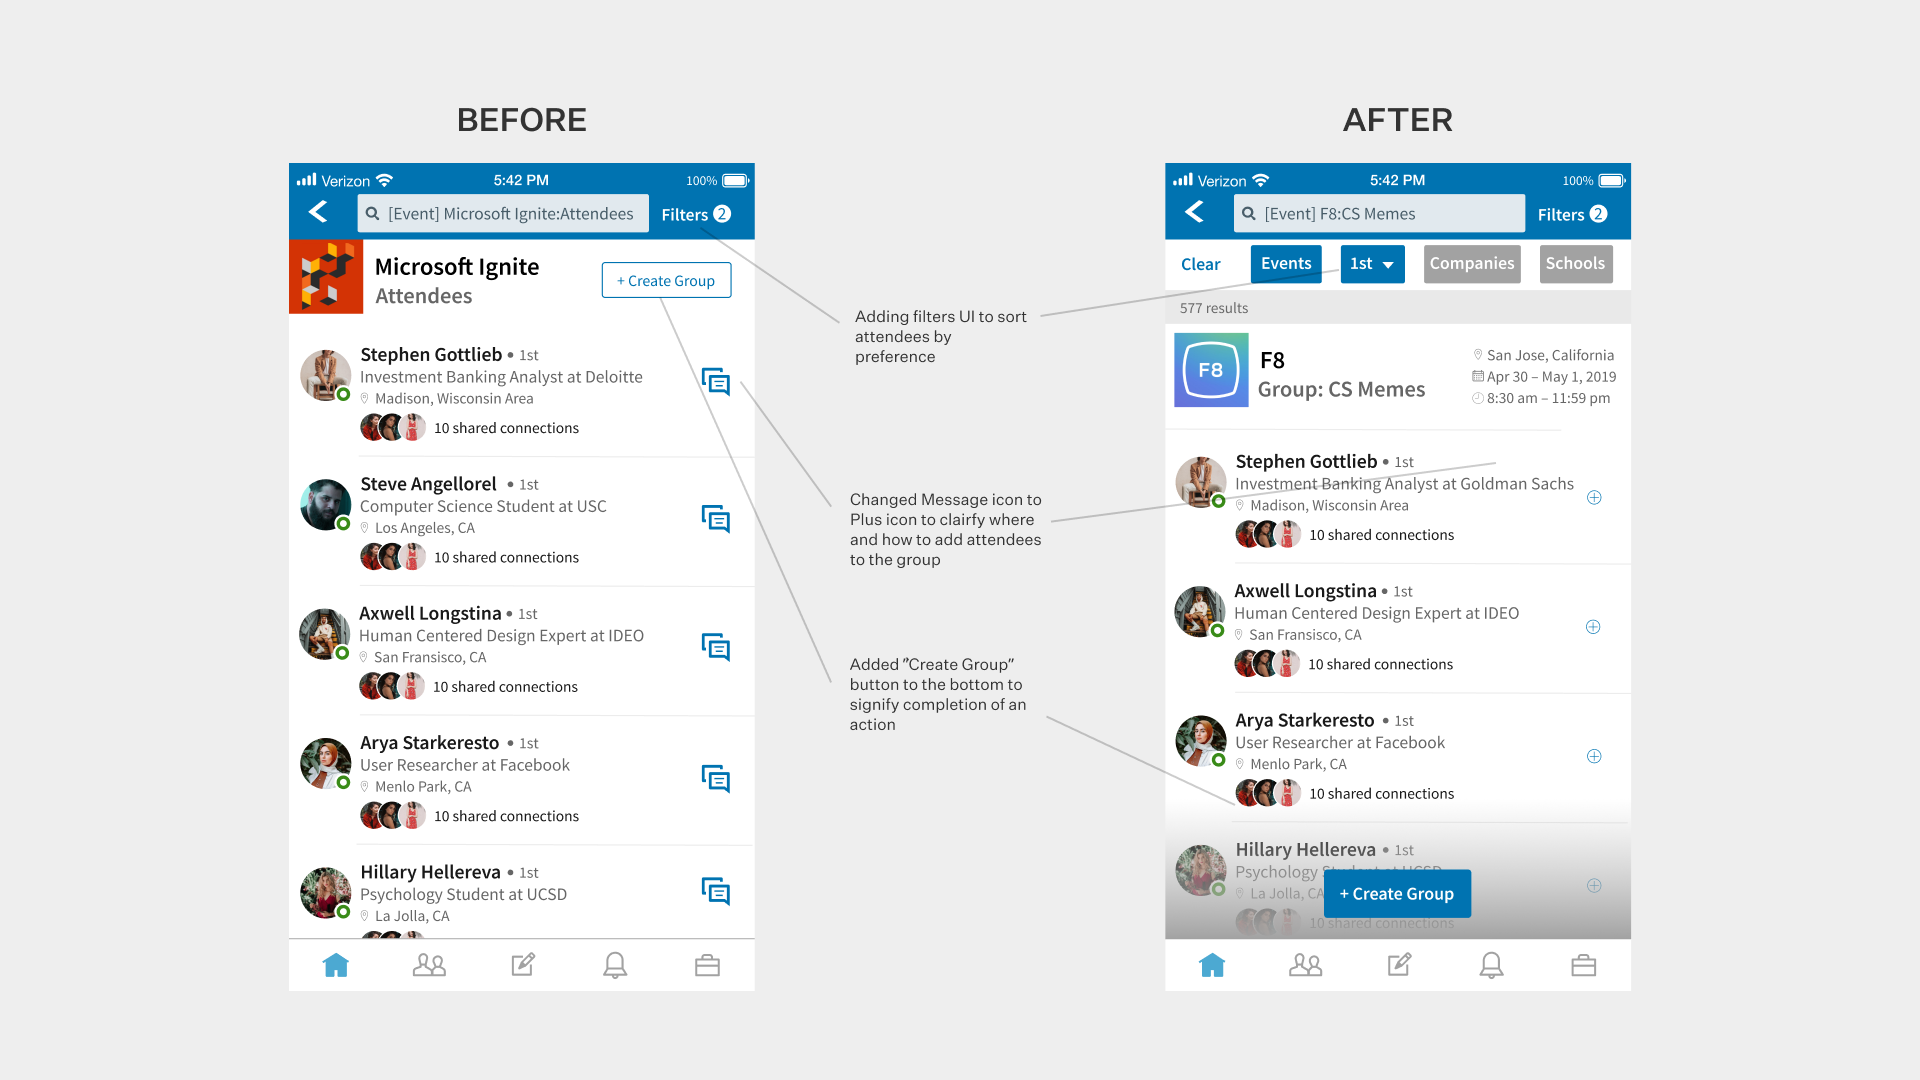 BEFORE
Verizon
5:42 PM
100%
[Event] Microsoft Ignite:Attendees
Filters 2
Microsoft Ignite
Attendees
+ Create Group
Stephen Gottlieb • 1st
Investment Banking Analyst at Deloitte
Madison, Wisconsin Area
10 shared connections
Steve Angellorel • 1st
Computer Science Student at USC
Los Angeles, CA
10 shared connections
Axwell Longstina • 1st
Human Centered Design Expert at IDEO
San Fransisco, CA
10 shared connections
Arya Starkeresto • 1st
User Researcher at Facebook
Menlo Park, CA
10 shared connections
Hillary Hellereva • 1st
Psychology Student at UCSD
La Jolla, CA
Adding filters UI to sort
attendees by
preference
Changed Message icon to
Plus icon to clairfy where
and how to add attendees
to the group
Added ”Create Group”
button to the bottom to
signify completion of an
action
AFTER
Verizon
5:42 PM
100%
[Event] F8:CS Memes
Filters 2
Clear
Events
1st
Companies
Schools
577 results
F8
F8
Group: CS Memes
San Jose, California
Apr 30 – May 1, 2019
8:30 am – 11:59 pm
Stephen Gottlieb • 1st
Investment Banking Analyst at Goldman Sachs
Madison, Wisconsin Area
10 shared connections
Axwell Longstina • 1st
Human Centered Design Expert at IDEO
San Fransisco, CA
10 shared connections
Arya Starkeresto • 1st
User Researcher at Facebook
Menlo Park, CA
10 shared connections
Hillary Hellereva • 1st
Psychology Student at UCSD
La Jolla, CA
+ Create Group
10 shared connections